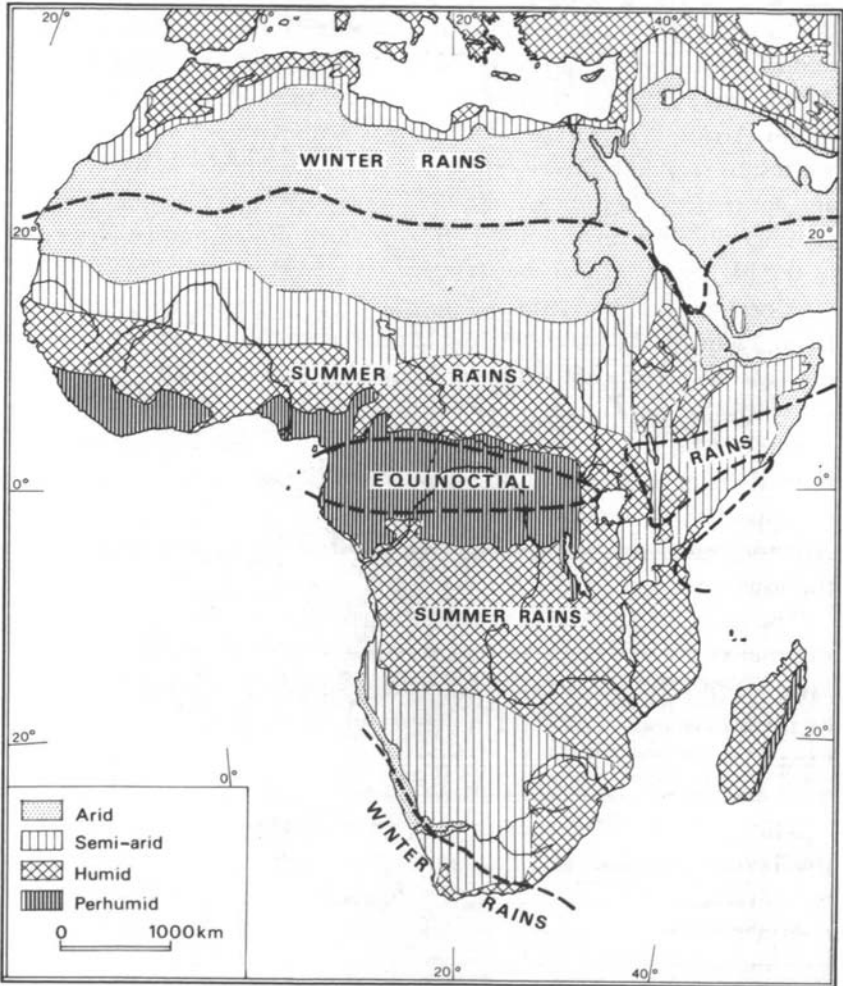 20° 0° 20° 40°
WINTER RAINS
20° 20°
SUMMER RAINS
RAINS
EQUINOCTIAL
0° 0°
SUMMER RAINS
20° 0° 20°
WINTER RAINS
Arid
Semi-arid
Humid
Perhumid
0 1000km
20° 40°